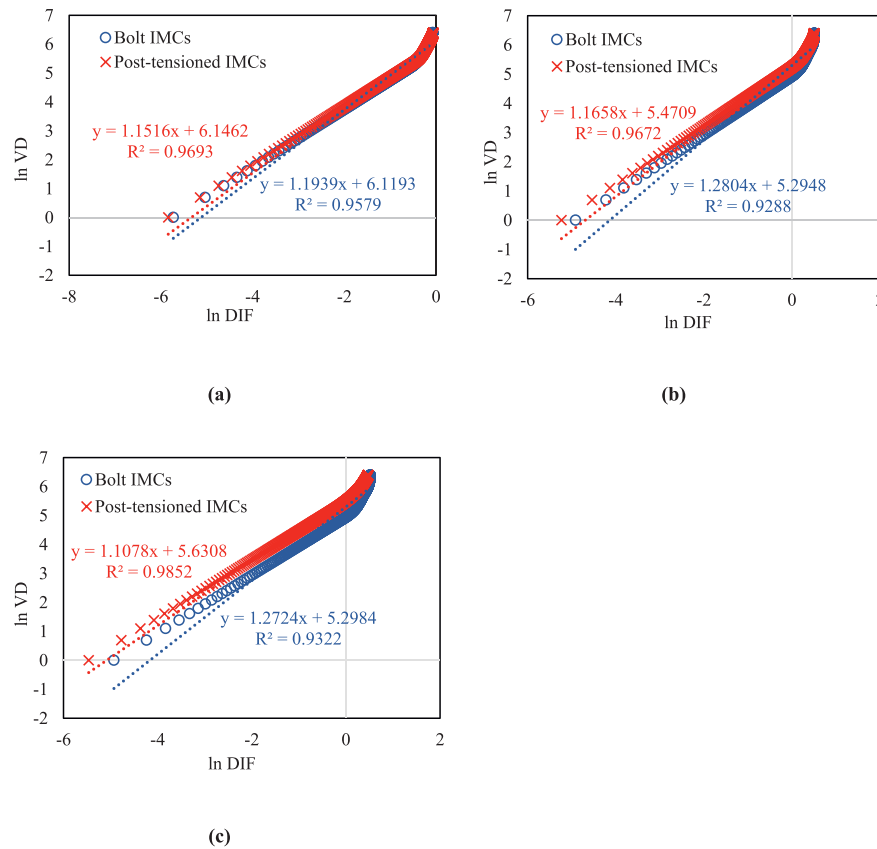 7
6
5
4
3
2
1
0
-1
-2
ln VD
Bolt IMCs
Post-tensioned IMCs
y = 1.1516x + 6.1462
R² = 0.9693
y = 1.1939x + 6.1193
R² = 0.9579
-8 -6 -4 -2 0
ln DIF
(a)
7
6
5
4
3
2
1
0
-1
-2
ln VD
Bolt IMCs
Post-tensioned IMCs
y = 1.1658x + 5.4709
R² = 0.9672
y = 1.2804x + 5.2948
R² = 0.9288
-6 -4 -2 0 2
ln DIF
(b)
7
6
5
4
3
2
1
0
-1
-2
ln VD
Bolt IMCs
Post-tensioned IMCs
y = 1.1078x + 5.6308
R² = 0.9852
y = 1.2724x + 5.2984
R² = 0.9322
-6 -4 -2 0 2
ln DIF
(c)